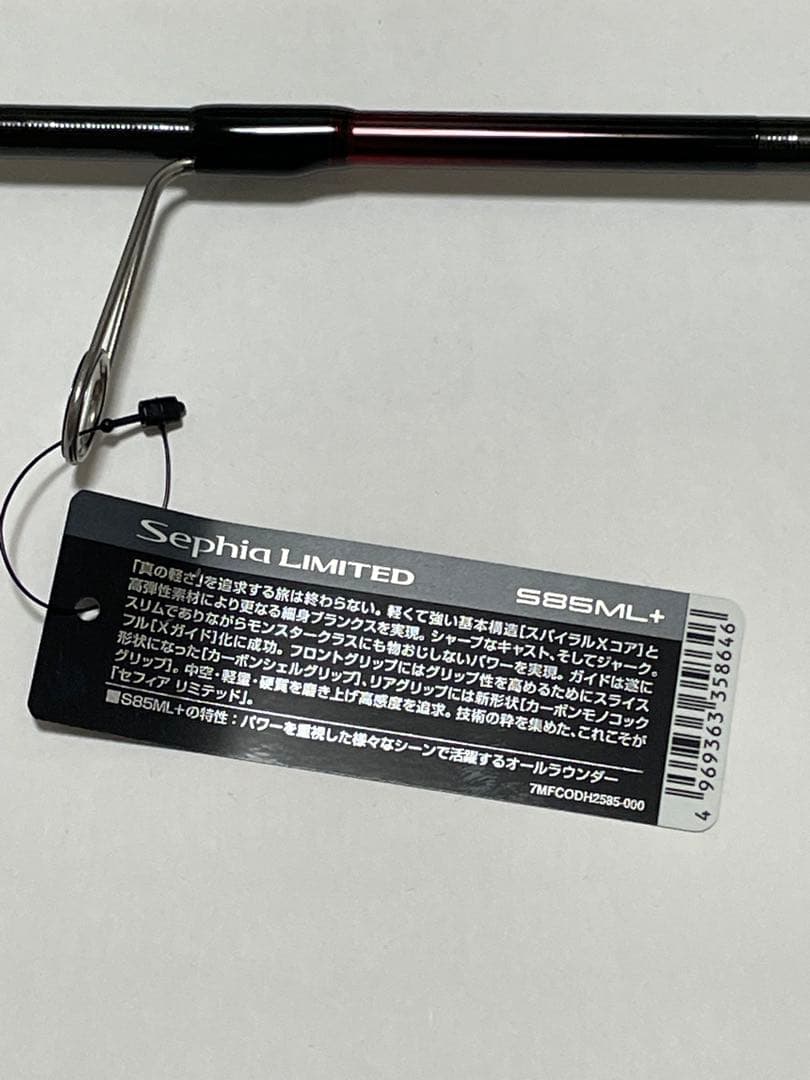 Sephia LIMITED
S85ML+
「真の軽さ」を追求する旅は終わらない。軽くて強い基本構造[スパイラルXコア]と
高弾性素材により更なる細身ブランクスを実現。シャープなキャスト、そしてジャーク。
スリムでありながらモンスタークラスにも物おじしないパワーを実現。ガイドは遂に
フル[Xガイド]化に成功。フロントグリップにはグリップ性を高めるためにスライス
形状になった[カーボンシェルグリップ]、リアグリップには新形状[カーボンモノコック
グリップ]。中空・軽量・硬質を磨き上げ高感度を追求。技術の粋を集めた、これこそが
「セフィア リミテッド」。
■S85ML+の特性：パワーを重視した様々なシーンで活躍するオールラウンダー
7MFCODH2585-000
4 969363 358646